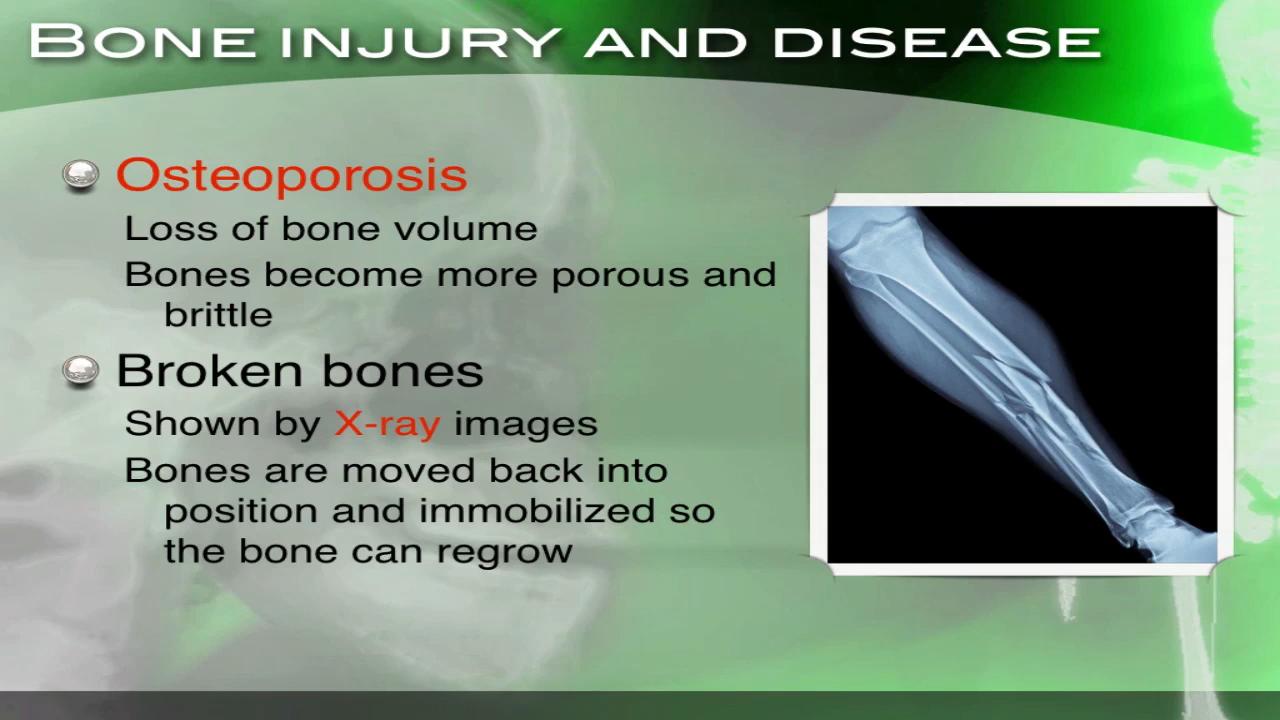 BONE INJURY AND DISEASE
Osteoporosis
Loss of bone volume
Bones become more porous and
brittle
Broken bones
Shown by X-ray images
Bones are moved back into
position and immobilized so
the bone can regrow